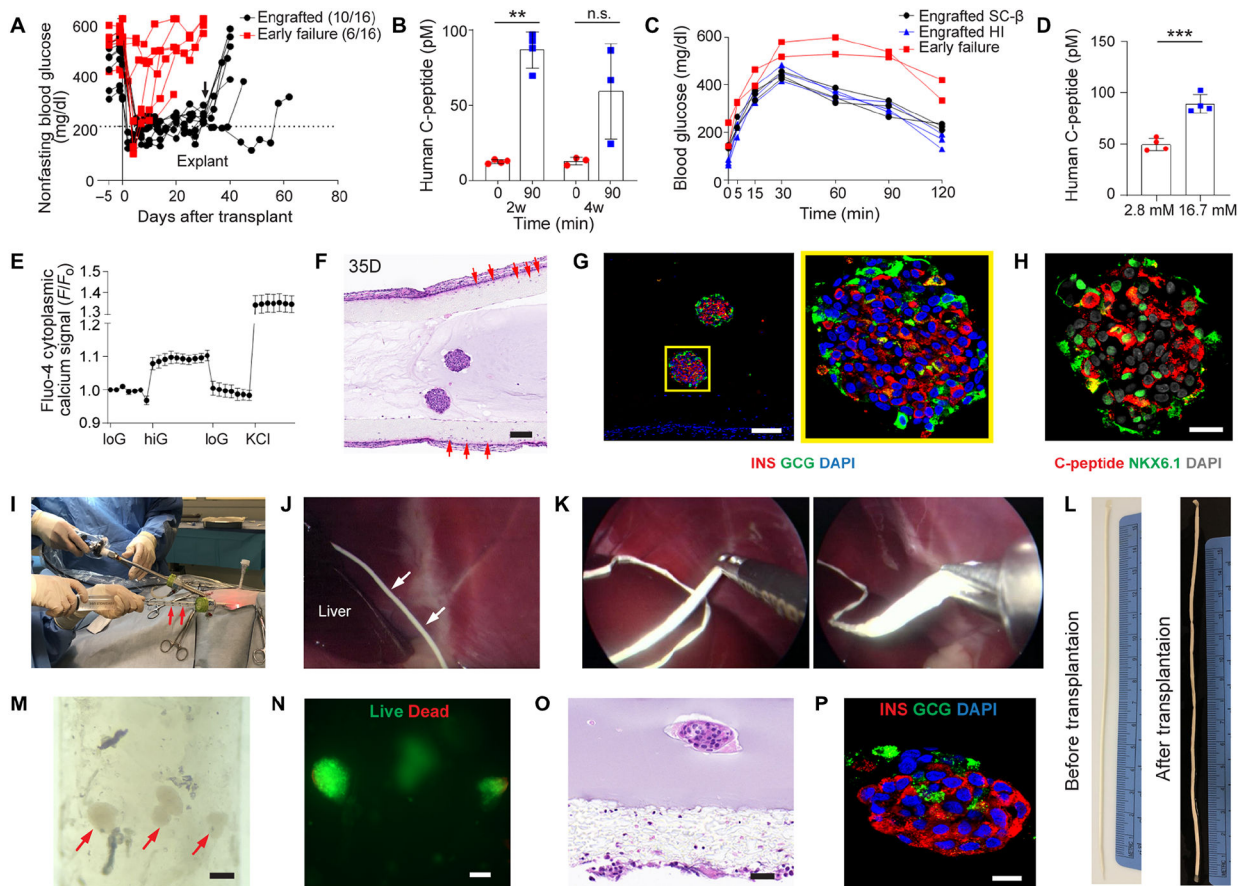 A
Nonfasting blood glucose
(mg/dl)
600
400
200
0
−5
0
20
40
60
80
Days after transplant
Engrafted (10/16)
Early failure (6/16)
Explant
B
Human C-peptide (pM)
100
50
0
**
n.s.
0
90
0
90
2w
4w
Time (min)
C
Blood glucose (mg/dl)
800
600
400
200
0
0
5
15
30
60
90
120
Time (min)
Engrafted SC-β
Engrafted HI
Early failure
D
Human C-peptide (pM)
150
100
50
0
***
2.8 mM
16.7 mM
E
Fluo-4 cytoplasmic
calcium signal (F/Fo)
1.5
1.4
1.3
1.2
1.1
1.0
0.9
loG
hiG
loG
KCl
F
35D
G
INS GCG DAPI
H
C-peptide NKX6.1 DAPI
I
J
Liver
K
L
Before transplantaion
After transplantaion
M
N
Live Dead
O
P
INS GCG DAPI